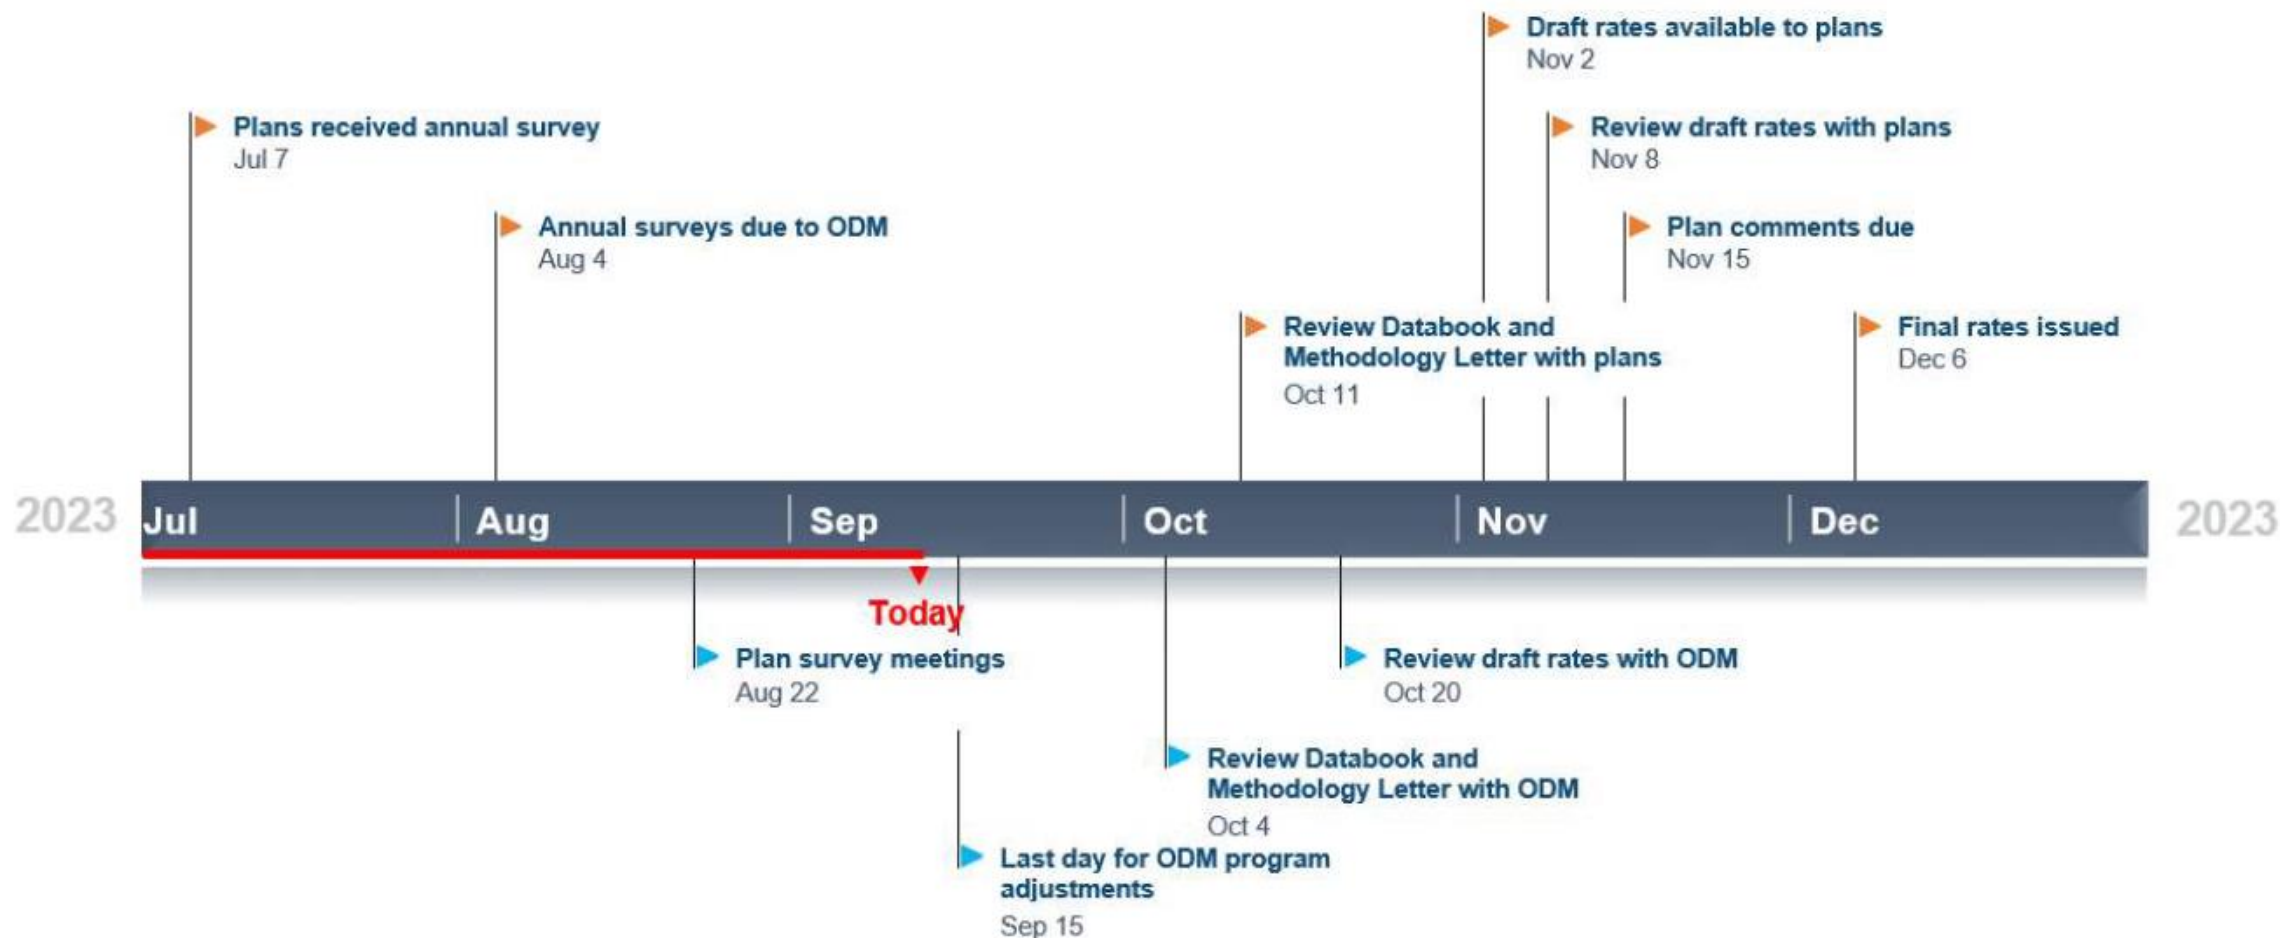 Draft rates available to plans
Nov 2
Plans received annual survey
Jul 7
Review draft rates with plans
Nov 8
Annual surveys due to ODM
Aug 4
Plan comments due
Nov 15
Review Databook and
Methodology Letter with plans
Oct 11
Final rates issued
Dec 6
2023 Jul Aug Sep Oct Nov Dec 2023
Today
Plan survey meetings
Aug 22
Review draft rates with ODM
Oct 20
Review Databook and
Methodology Letter with ODM
Oct 4
Last day for ODM program
adjustments
Sep 15